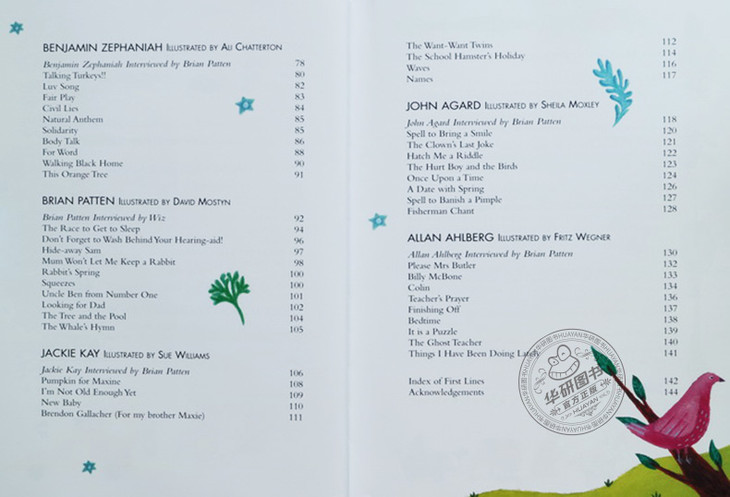 BENJAMIN ZEPHANIAH ILLUSTRATED BY ALI CHATTERTON
Benjamin Zephaniah Interviewed by Brian Patten 78
Talking Turkeys!! 80
Luv Song 82
Fair Play 83
Civil Lies 84
Natural Anthem 85
Solidarity 85
Body Talk 86
For Word 88
Walking Black Home 90
This Orange Tree 91
BRIAN PATTEN ILLUSTRATED BY DAVID MOSTYN
Brian Patten Interviewed by Wiz 92
The Race to Get to Sleep 94
Don't Forget to Wash Behind Your Hearing-aid! 96
Hide-away Sam 97
Mum Won't Let Me Keep a Rabbit 98
Rabbit's Spring 100
Squeezes 100
Uncle Ben from Number One 101
Looking for Dad 102
The Tree and the Pool 104
The Whale's Hymn 105
JACKIE KAY ILLUSTRATED BY SUE WILLIAMS
Jackie Kay Interviewed by Brian Patten 106
Pumpkin for Maxine 108
I'm Not Old Enough Yet 109
New Baby 110
Brendon Gallacher (For my brother Maxie) 111
The Want-Want Twins 112
The School Hamster's Holiday 114
Waves 116
Names 117
JOHN AGARD ILLUSTRATED BY SHEILA MOXLEY
John Agard Interviewed by Brian Patten 118
Spell to Bring a Smile 120
The Clown's Last Joke 121
Hatch Me a Riddle 122
The Hurt Boy and the Birds 123
Once Upon a Time 124
A Date with Spring 126
Spell to Banish a Pimple 127
Fisherman Chant 128
ALLAN AHLBERG ILLUSTRATED BY FRITZ WEGNER
Allan Ahlberg Interviewed by Brian Patten 130
Please Mrs Butler 132
Billy McBone 133
Colin 134
Teacher's Prayer 136
Finishing Off 137
Bedtime 138
It is a Puzzle 139
The Ghost Teacher 140
Things I Have Been Doing Lately 141
Index of First Lines 142
Acknowledgements 144
华研图书
官方正版
HUAYAN